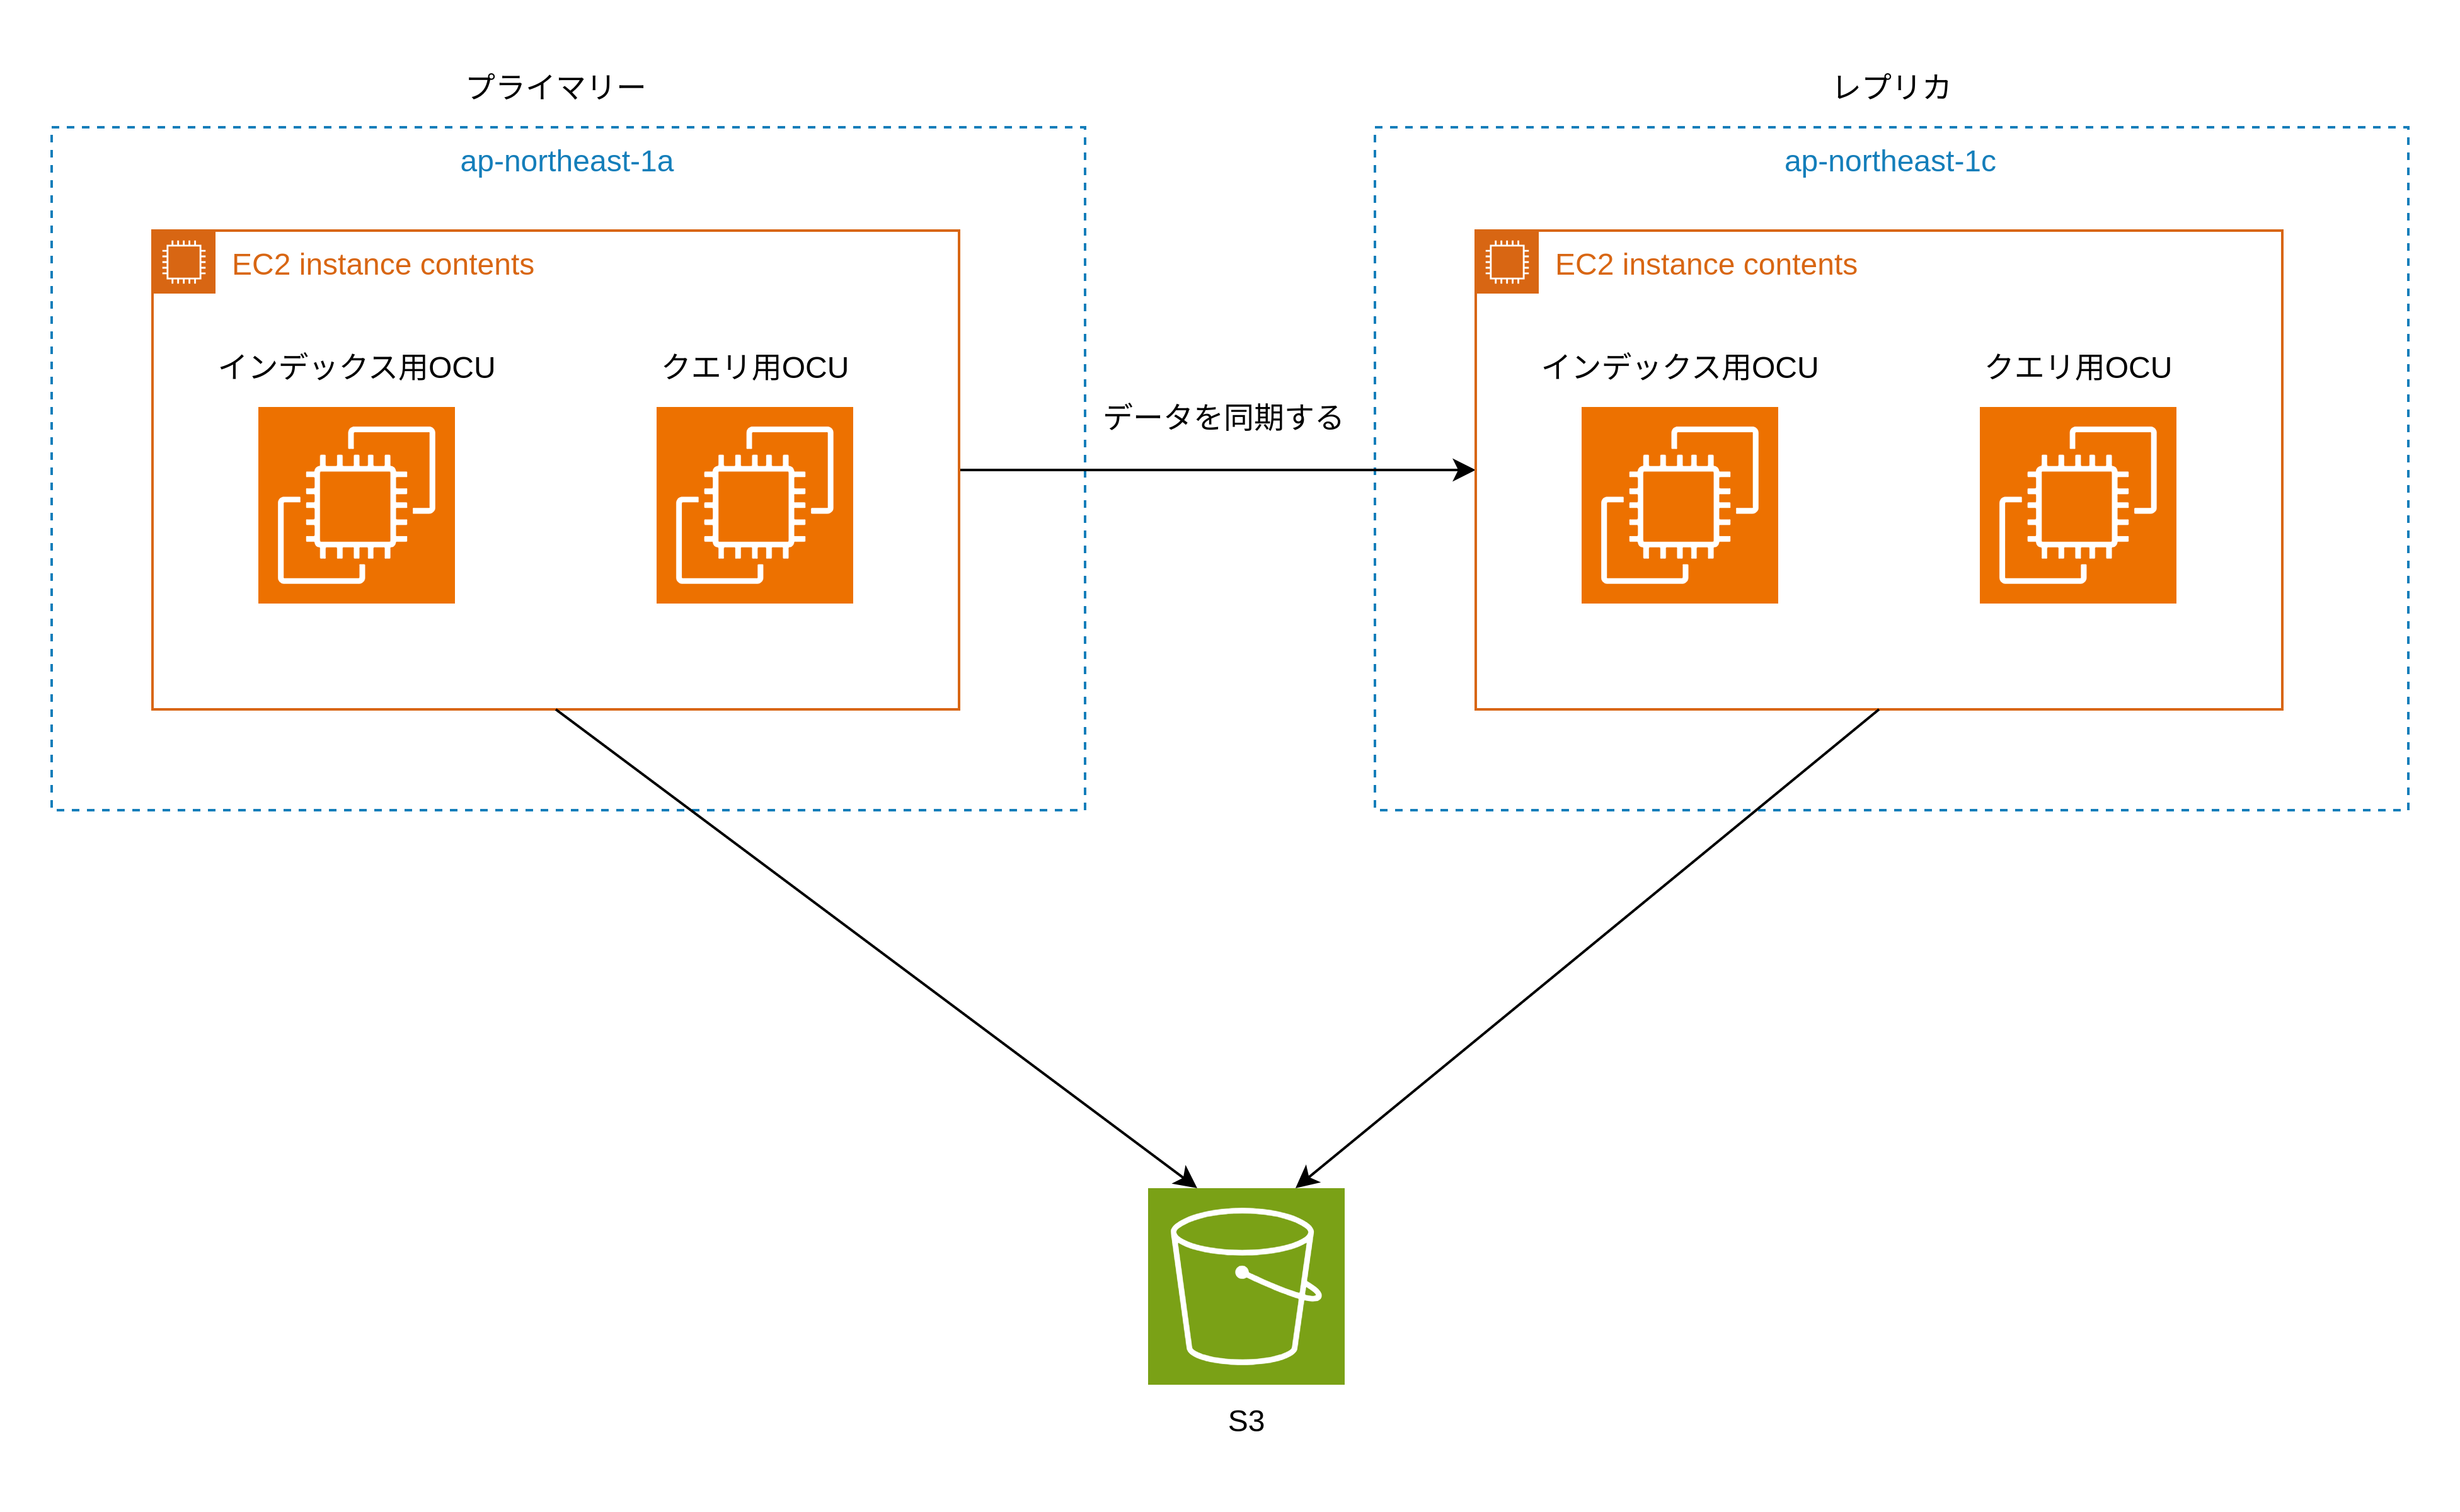 プライマリー
レプリカ
ap-northeast-1a
ap-northeast-1c
EC2 instance contents
EC2 instance contents
インデックス用OCU
クエリ用OCU
データを同期する
インデックス用OCU
クエリ用OCU
S3